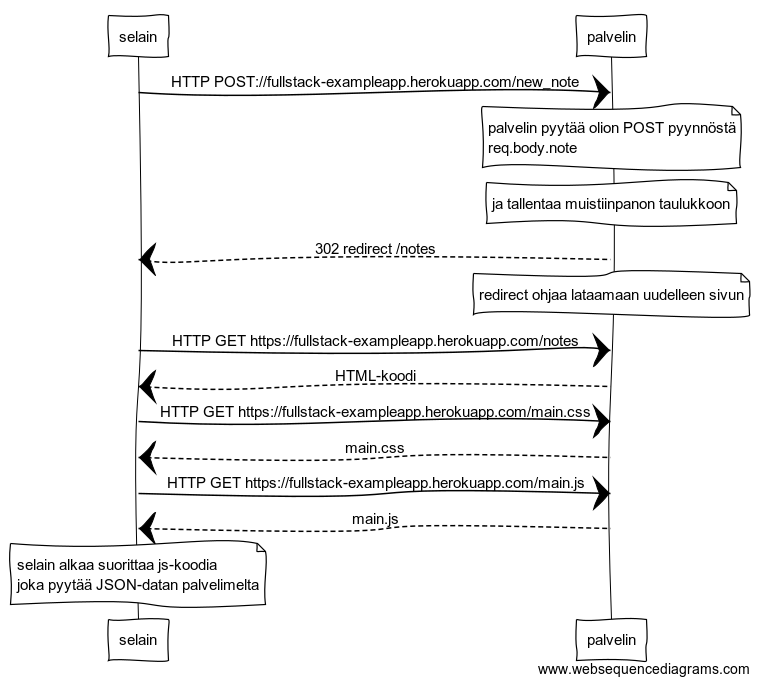 selain
palvelin
HTTP POST://fullstack-exampleapp.herokuapp.com/new_note
palvelin pyytää olion POST pyynnöstä
req.body.note
ja tallentaa muistiinpanon taulukkoon
302 redirect /notes
redirect ohjaa lataamaan uudelleen sivun
HTTP GET https://fullstack-exampleapp.herokuapp.com/notes
HTML-koodi
HTTP GET https://fullstack-exampleapp.herokuapp.com/main.css
main.css
HTTP GET https://fullstack-exampleapp.herokuapp.com/main.js
main.js
selain alkaa suorittaa js-koodia
joka pyytää JSON-datan palvelimelta
selain
palvelin
www.websequencediagrams.com